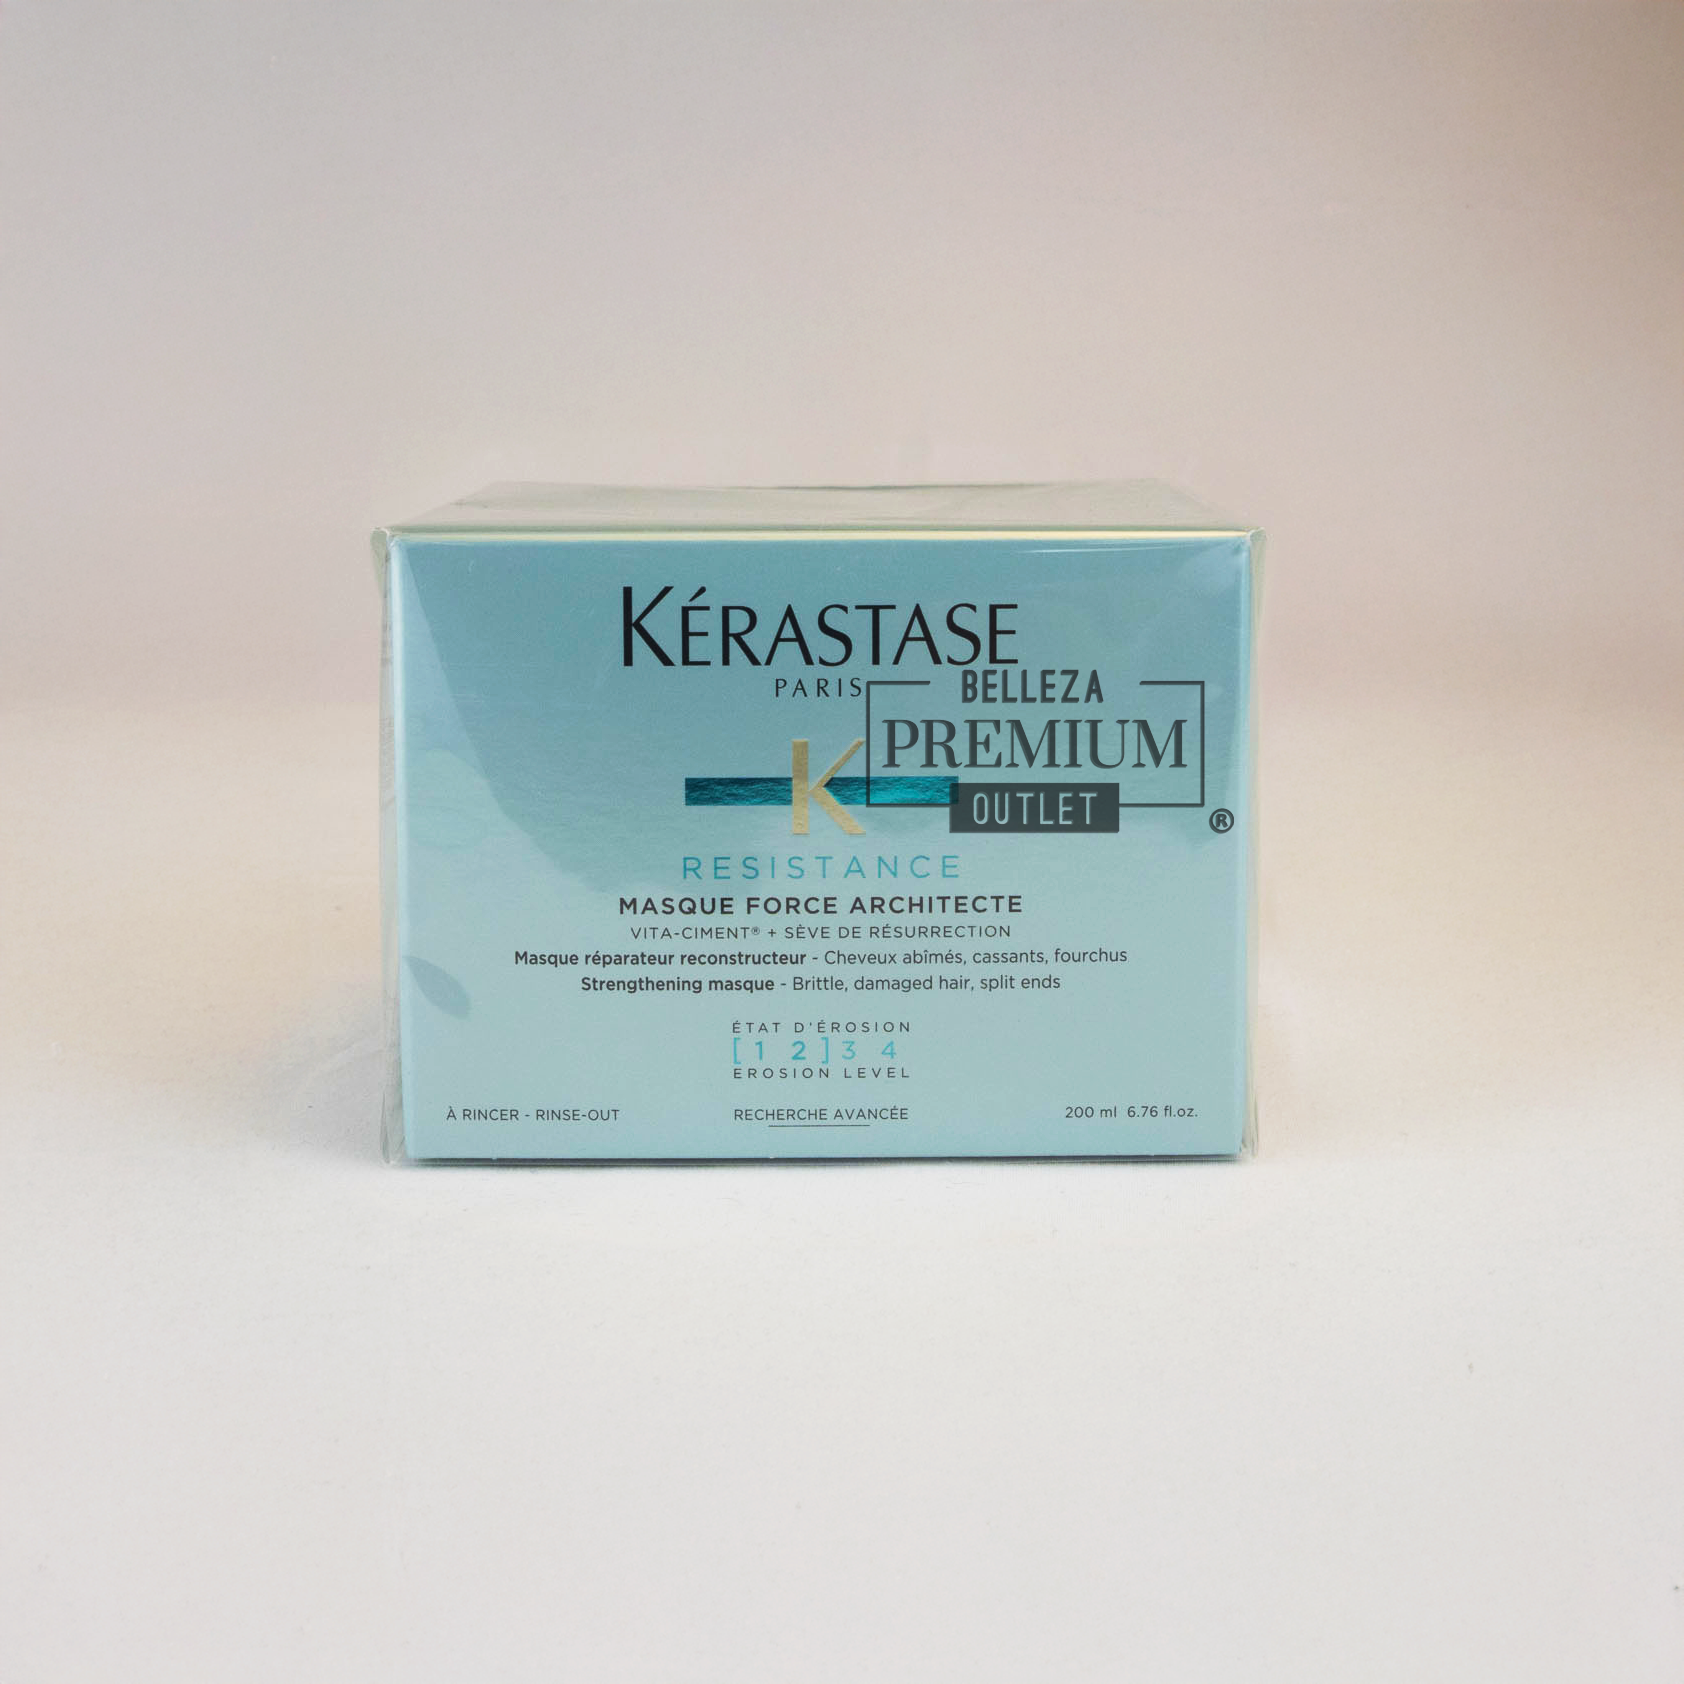 KÉRASTASE
PARIS
BELLEZA
PREMIUM
OUTLET
®
K
RESISTANCE
MASQUE FORCE ARCHITECTE
VITA-CIMENT® + SÈVE DE RÉSURRECTION
Masque réparateur reconstructeur - Cheveux abîmés, cassants, fourchus
Strengthening masque - Brittle, damaged hair, split ends
ÉTAT D'ÉROSION
[1 2] 3 4
EROSION LEVEL
À RINCER - RINSE-OUT
RECHERCHE AVANCÉE
200 ml 6.76 fl.oz.